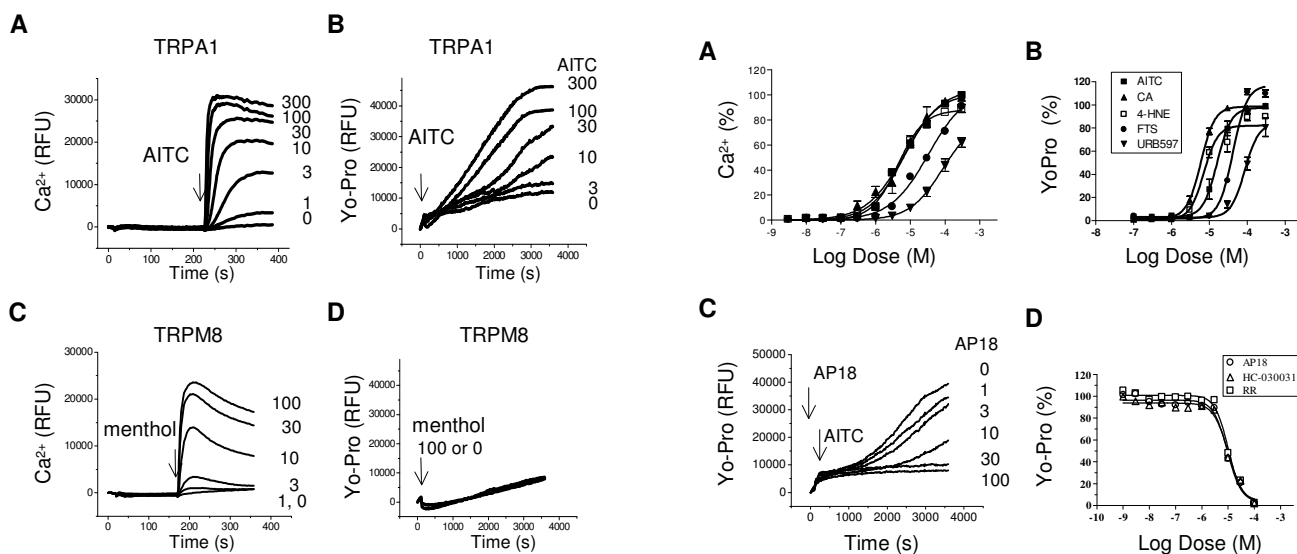 A
TRPA1
Ca²⁺ (RFU)
30000
20000
10000
0
AITC
300
100
30
10
3
1
0
0 100 200 300 400
Time (s)
B
TRPA1
AITC
Yo-Pro (RFU)
40000
30000
20000
10000
0
AITC
300
100
30
10
3
0
0 1000 2000 3000 4000
Time (s)
C
TRPM8
Ca²⁺ (RFU)
30000
20000
10000
0
menthol
100
30
10
3
1, 0
0 100 200 300 400
Time (s)
D
TRPM8
Yo-Pro (RFU)
40000
30000
20000
10000
0
menthol
100 or 0
0 1000 2000 3000 4000
Time (s)
A
Ca²⁺ (%)
120
100
80
60
40
20
0
-9 -8 -7 -6 -5 -4 -3 -2
Log Dose (M)
B
YoPro (%)
120
100
80
60
40
20
0
AITC
CA
4-HNE
FTS
URB597
-8 -7 -6 -5 -4 -3
Log Dose (M)
C
AP18
Yo-Pro (RFU)
50000
40000
30000
20000
10000
0
AP18
AITC
0
1
3
10
30
100
0 1000 2000 3000 4000
Time (s)
D
Yo-Pro (%)
120
100
80
60
40
20
0
AP18
HC-030031
RR
-10 -9 -8 -7 -6 -5 -4 -3 -2
Log Dose (M)